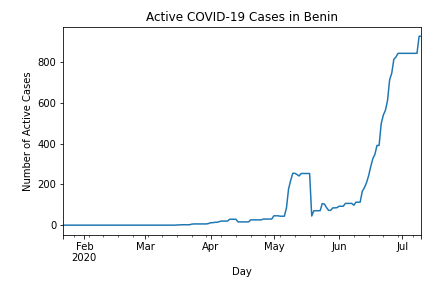 Active COVID-19 Cases in Benin
Number of Active Cases
800
600
400
200
0
Feb Mar Apr May Jun Jul
2020
Day